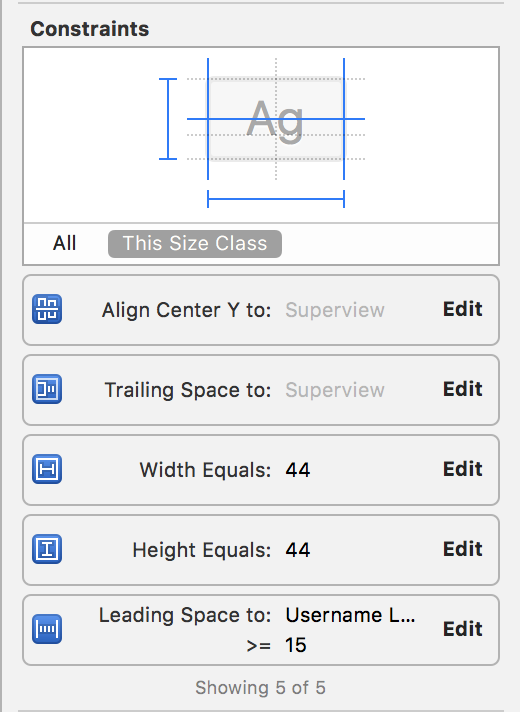 Constraints
Ag
All This Size Class
Align Center Y to: Superview Edit
Trailing Space to: Superview Edit
Width Equals: 44 Edit
Height Equals: 44 Edit
Leading Space to: Username L... Edit
>= 15
Showing 5 of 5